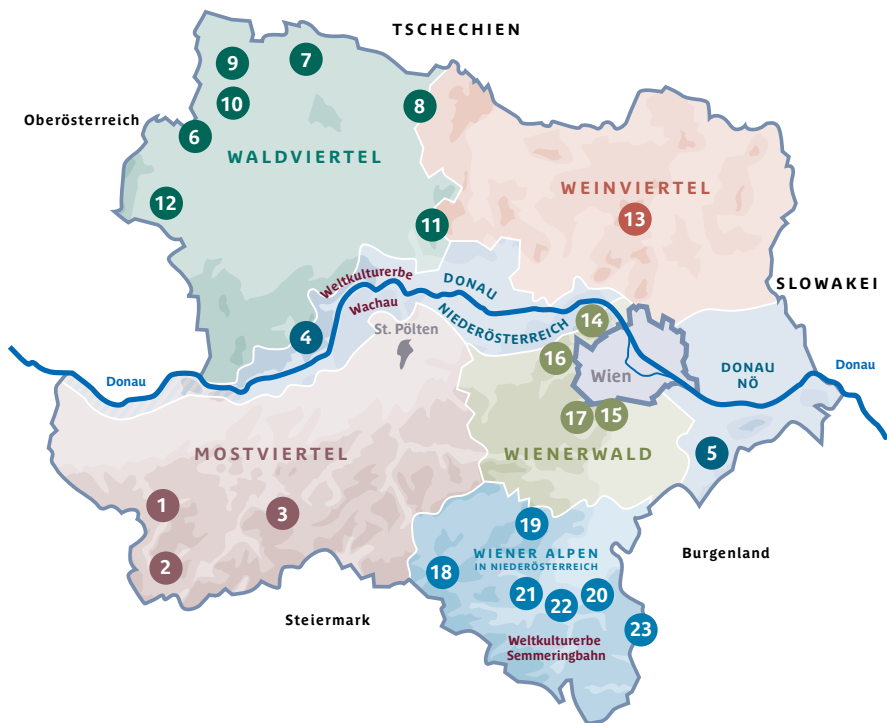 TSCHECHIEN
9
7
10
8
Oberösterreich
6
WALDVIERTEL
WEINVIERTEL
12
13
11
Weltkulturerbe
Wachau
DONAU
NIEDERÖSTERREICH
SLOWAKEI
4
St. Pölten
14
16
Wien
DONAU
NÖ
Donau
Donau
17
15
MOSTVIERTEL
WIENERWALD
5
1
3
2
19
WIENER ALPEN
IN NIEDERÖSTERREICH
Burgenland
18
21
22
20
Steiermark
23
Weltkulturerbe
Semmeringbahn